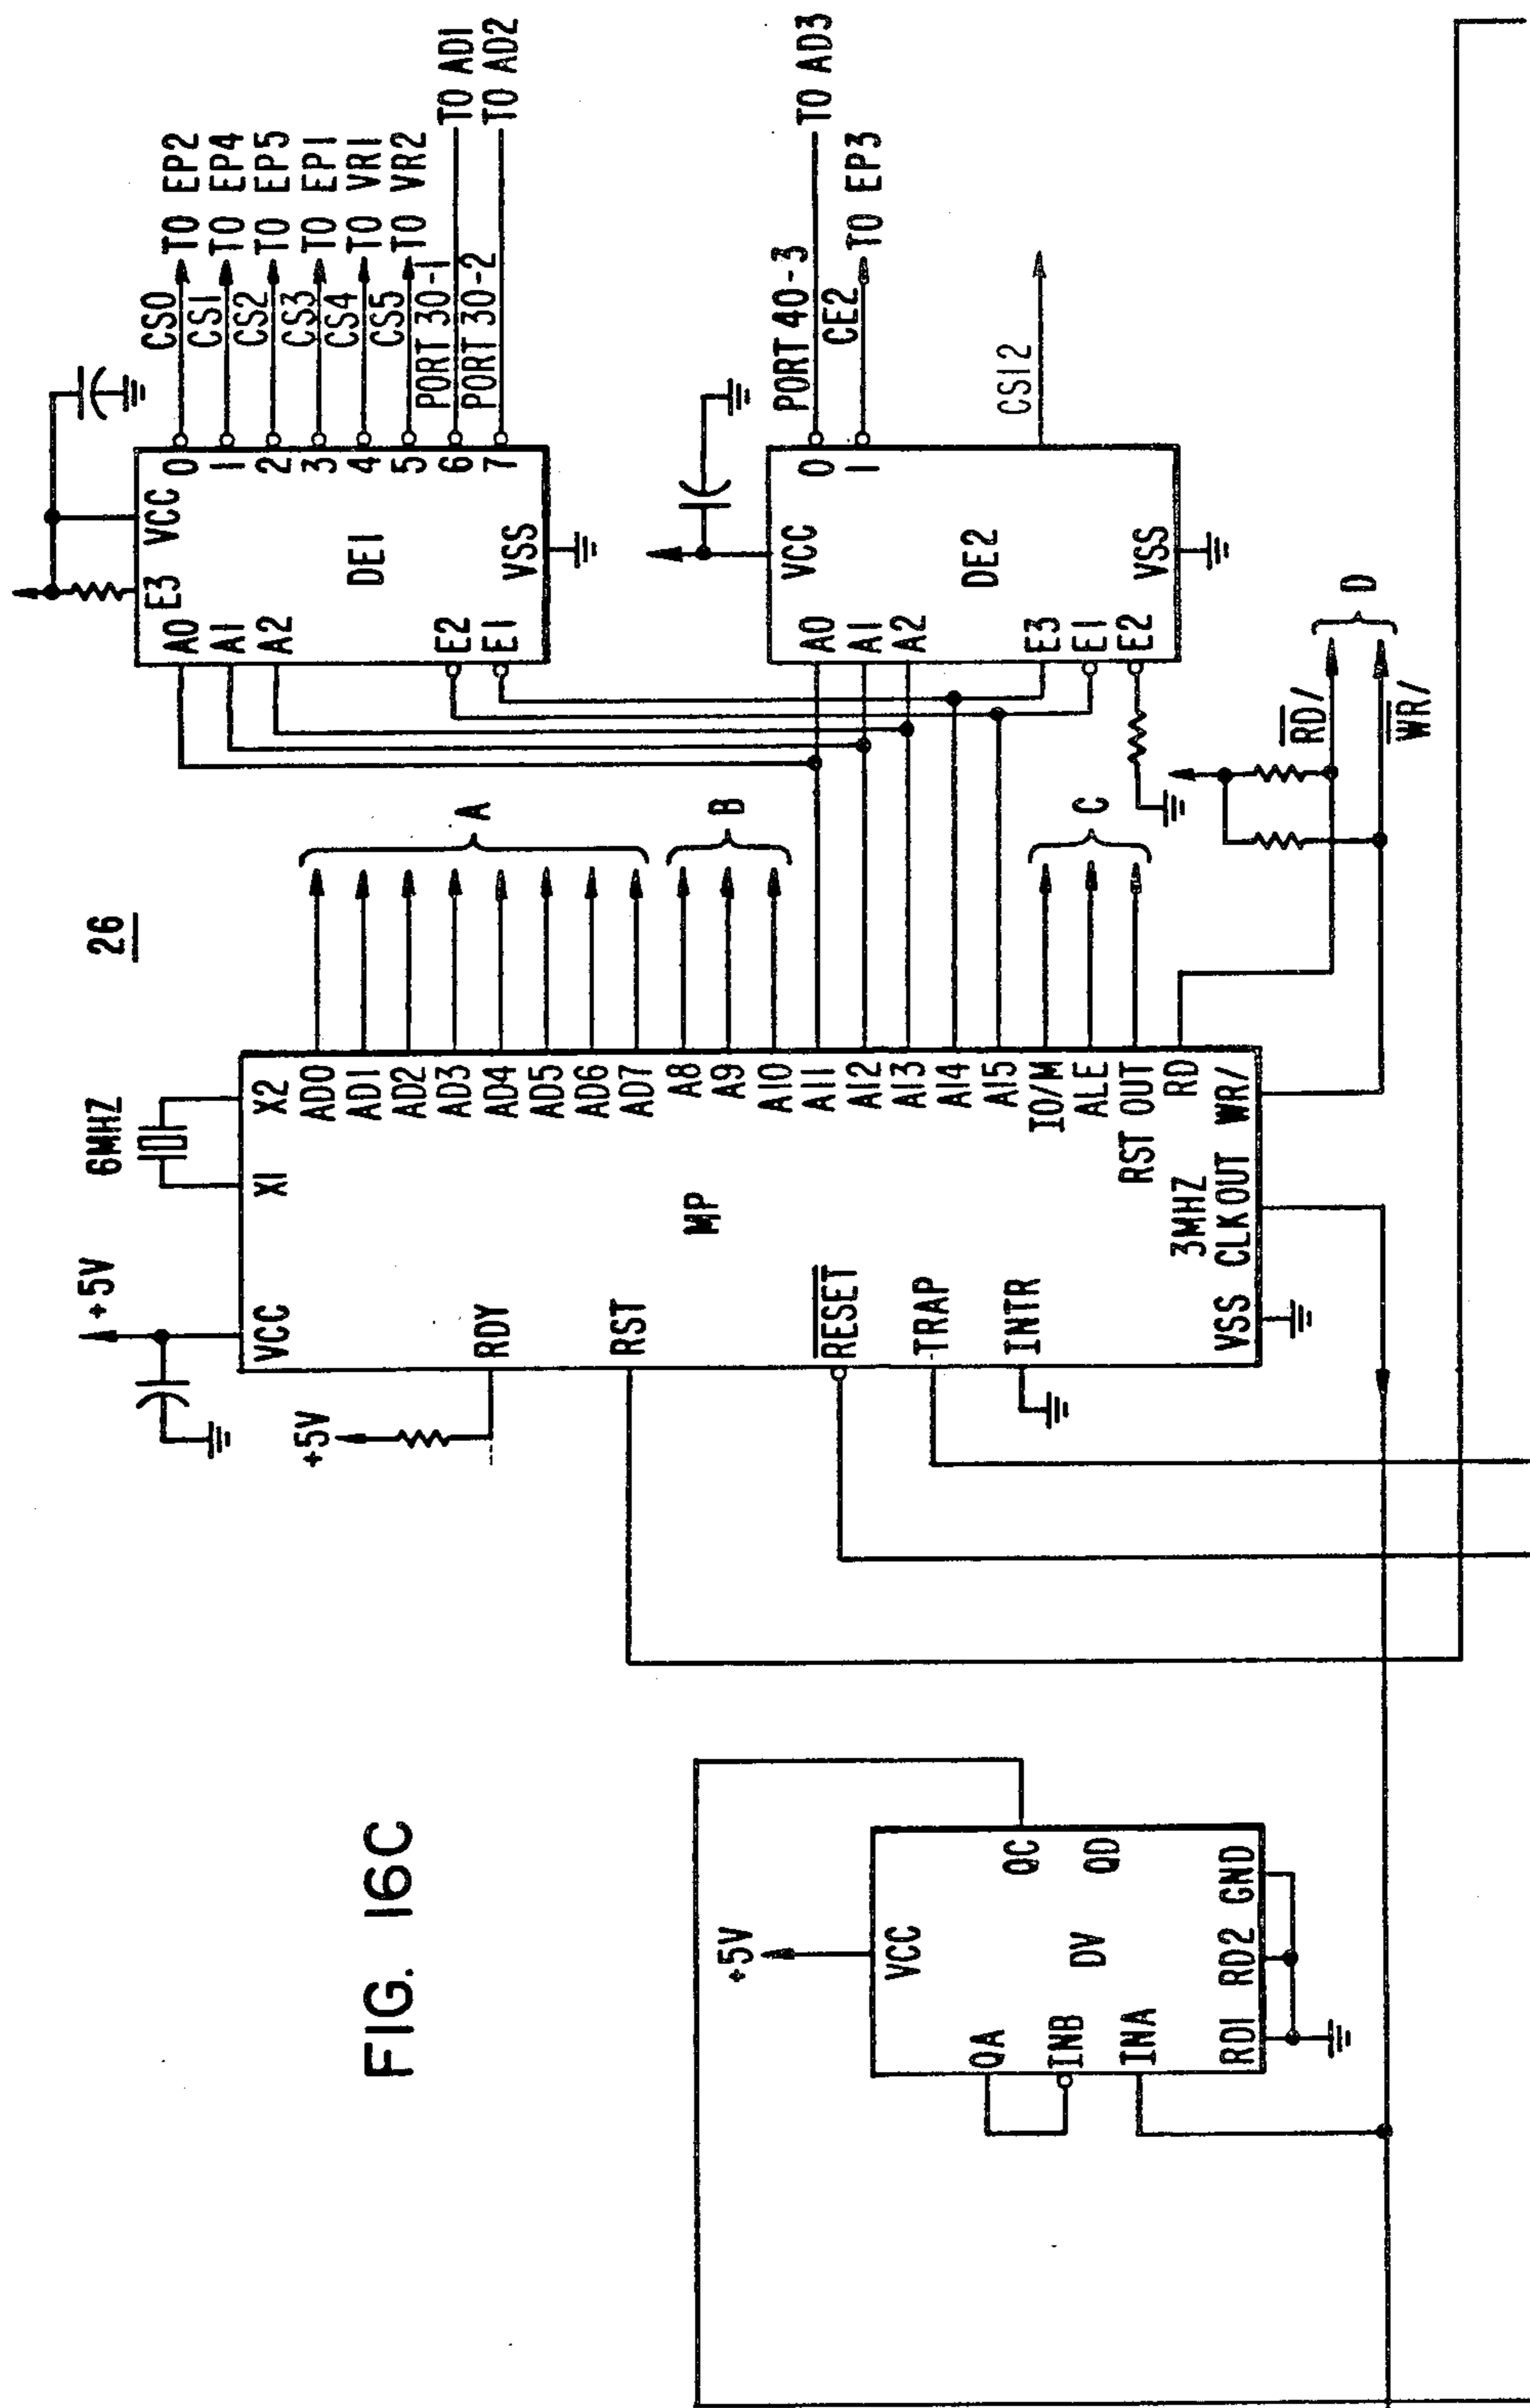 FIG. 16C
26
+5V
6MHZ
VCC
X1
X2
+5V
RDY
RST
RESET
TRAP
INTR
MP
AD0
AD1
AD2
AD3
AD4
AD5
AD6
AD7
A8
A9
A10
A11
A12
A13
A14
A15
IO/M
ALE
RST OUT
RD
3MHZ
VSS
CLKOUT
WR/
A
B
C
D
RD/
WR/
E3
VCC
A0
A1
A2
E2
E1
DE1
VSS
0
1
2
3
4
5
6
7
CS0
TO EP2
CS1
TO EP4
CS2
TO EP5
CS3
TO EP1
CS4
TO VR1
CS5
TO VR2
PORT 30-1
TO AD1
PORT 30-2
TO AD2
VCC
A0
A1
A2
E3
E1
E2
DE2
VSS
0
1
PORT 40-3
TO AD3
CE2
TO EP3
CS12
+5V
VCC
QA
INB
INA
DV
QC
QD
RD1
RD2
GND